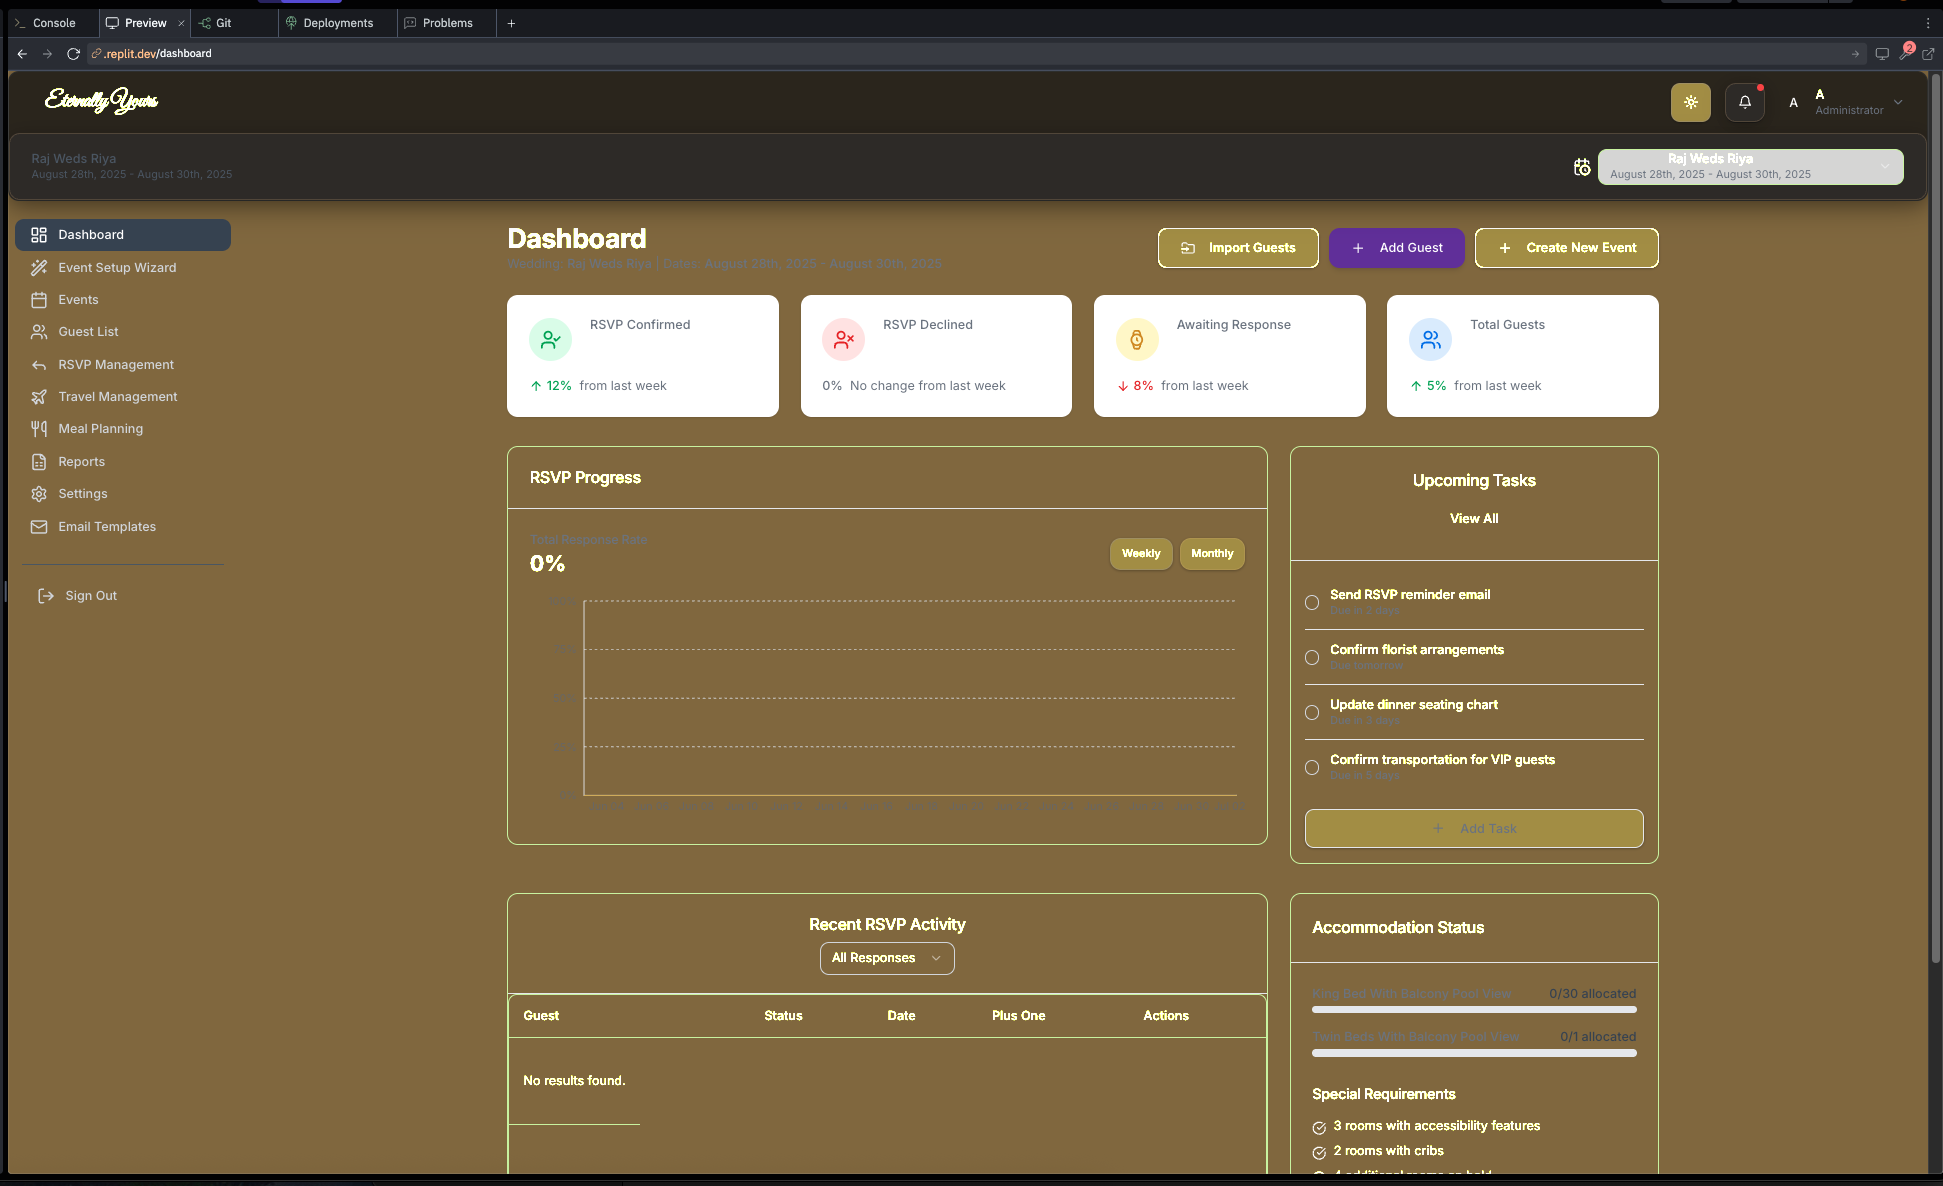 Console
Preview
Git
Deployments
Problems
.replit.dev/dashboard
2
Eternally Yours
A
A
Administrator
Raj Weds Riya
August 28th, 2025 - August 30th, 2025
Raj Weds Riya
August 28th, 2025 - August 30th, 2025
Dashboard
Event Setup Wizard
Events
Guest List
RSVP Management
Travel Management
Meal Planning
Reports
Settings
Email Templates
Sign Out
Dashboard
Wedding: Raj Weds Riya | Dates: August 28th, 2025 - August 30th, 2025
Import Guests
Add Guest
Create New Event
RSVP Confirmed
12% from last week
RSVP Declined
0% No change from last week
Awaiting Response
8% from last week
Total Guests
5% from last week
RSVP Progress
Total Response Rate
0%
Weekly
Monthly
Upcoming Tasks
View All
Send RSVP reminder email
Due in 2 days
Confirm florist arrangements
Due tomorrow
Update dinner seating chart
Due in days
Confirm transportation for VIP guests
Due in days
Add Task
Recent RSVP Activity
All Responses
Guest Status Date Plus One Actions
No results found.
Accommodation Status
King Bed With Balcony Pool View 0/30 allocated
Twin Beds With Balcony Pool View 0/1 allocated
Special Requirements
3 rooms with accessibility features
2 rooms with cribs
4 additional rooms on hold